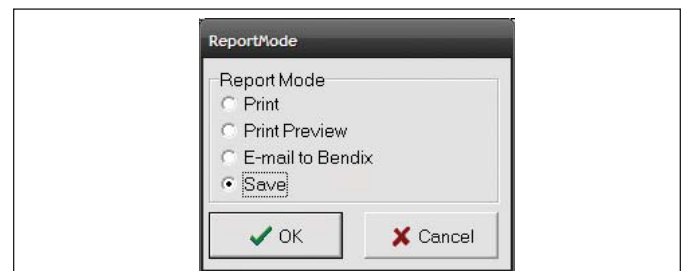 ReportMode
Report Mode
Print
Print Preview
E-mail to Bendix
Save
OK
Cancel